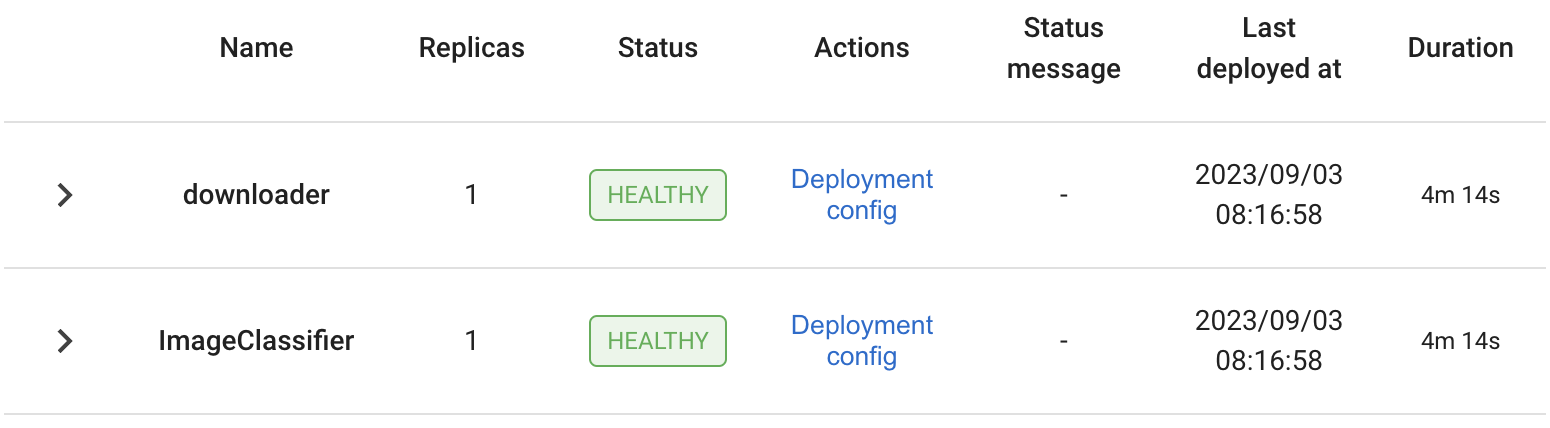 Name Replicas Status Actions Status message Last deployed at Duration
downloader 1 HEALTHY Deployment config - 2023/09/03 08:16:58 4m 14s
ImageClassifier 1 HEALTHY Deployment config - 2023/09/03 08:16:58 4m 14s